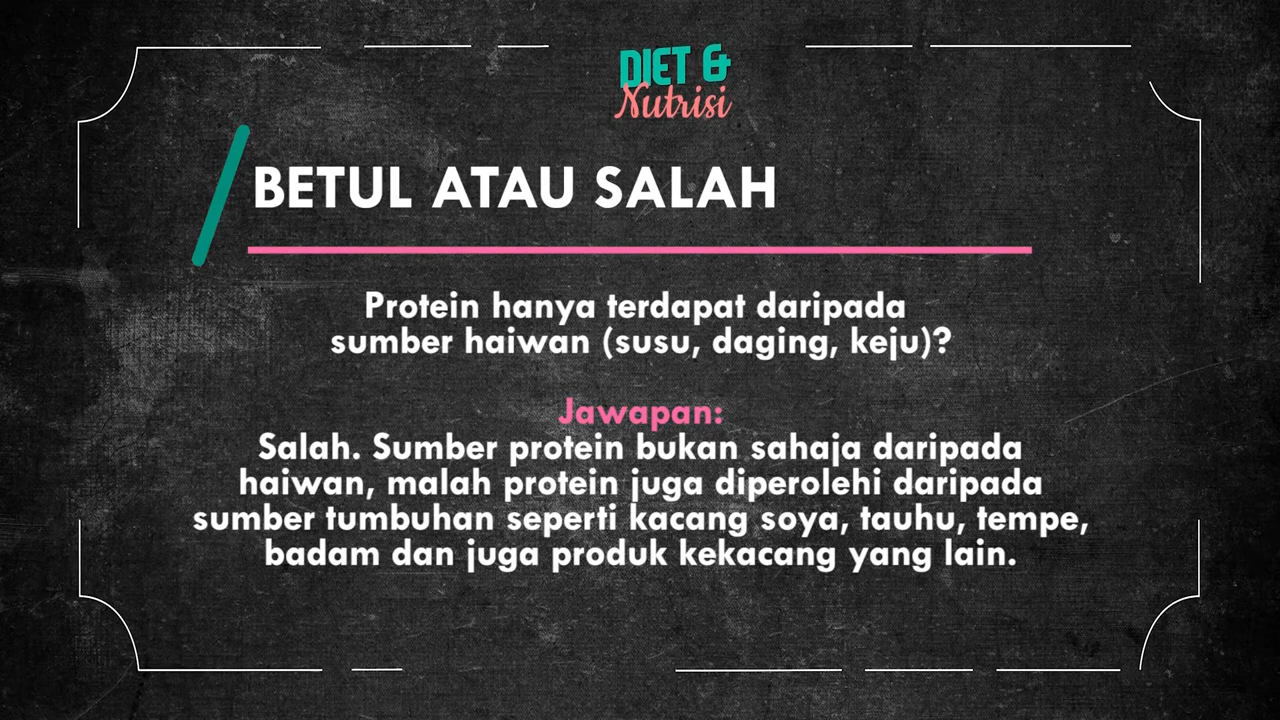 DIET &
Nutrisi
BETUL ATAU SALAH
Protein hanya terdapat daripada
sumber haiwan (susu, daging, keju)?
Jawapan:
Salah. Sumber protein bukan sahaja daripada
haiwan, malah protein juga diperolehi daripada
sumber tumbuhan seperti kacang soya, tauhu, tempe,
badam dan juga produk kekacang yang lain.